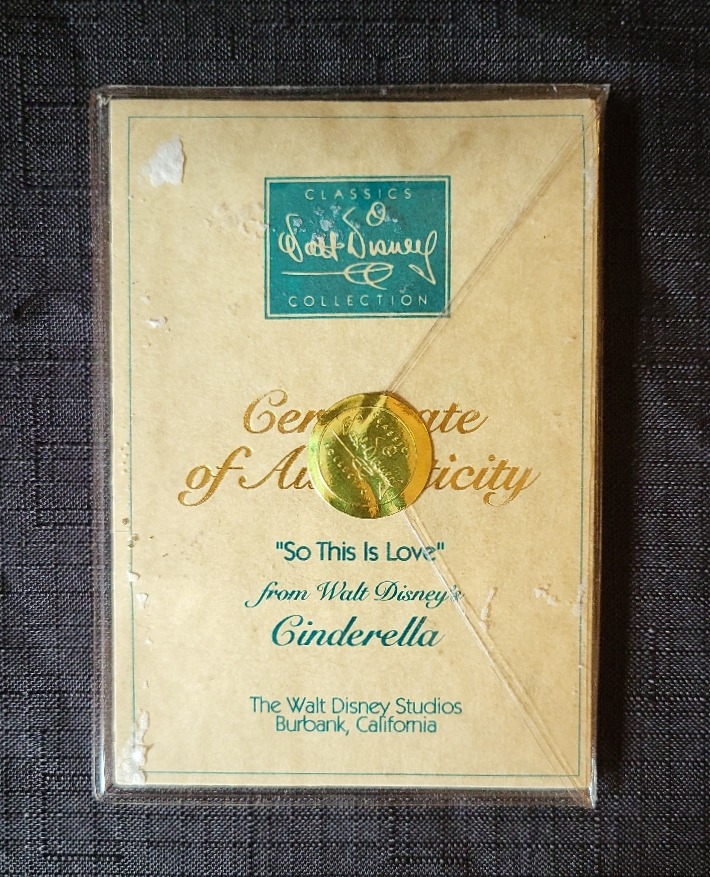 CLASSICS
Walt Disney
COLLECTION
Cer ate
of Au ticity
"So This Is Love"
from Walt Disney's
Cinderella
The Walt Disney Studios
Burbank, California